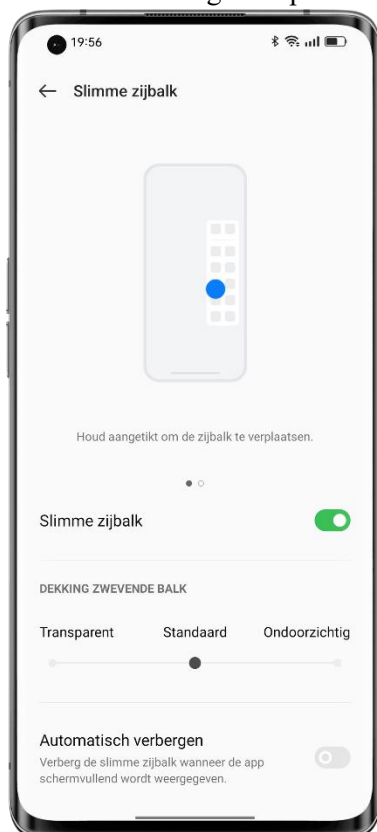 19:56
Slimme zijbalk
Houd aangetikt om de zijbalk te verplaatsen.
Slimme zijbalk
DEKKING ZWEVENDE BALK
Transparent Standaard Ondoorzichtig
Automatisch verbergen
Verberg de slimme zijbalk wanneer de app
schermvullend wordt weergegeven.